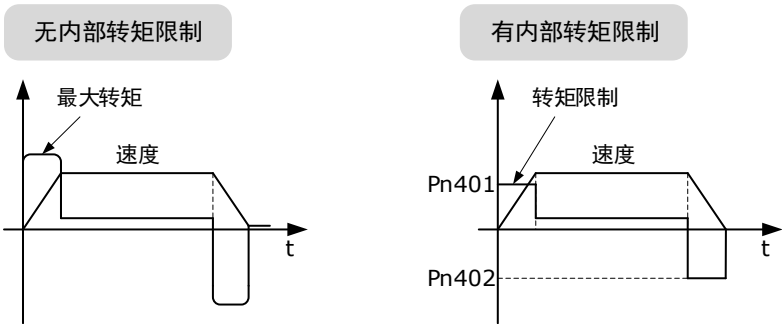 无内部转矩限制
最大转矩
速度
t
有内部转矩限制
转矩限制
速度
Pn401
t
Pn402